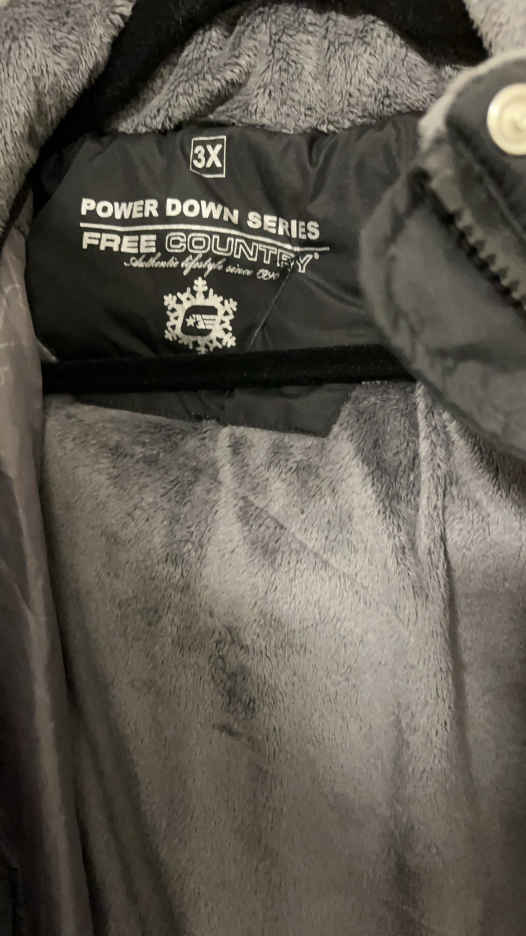 3X
POWER DOWN SERIES
FREE COUNTRY®
Authentic lifestyle since